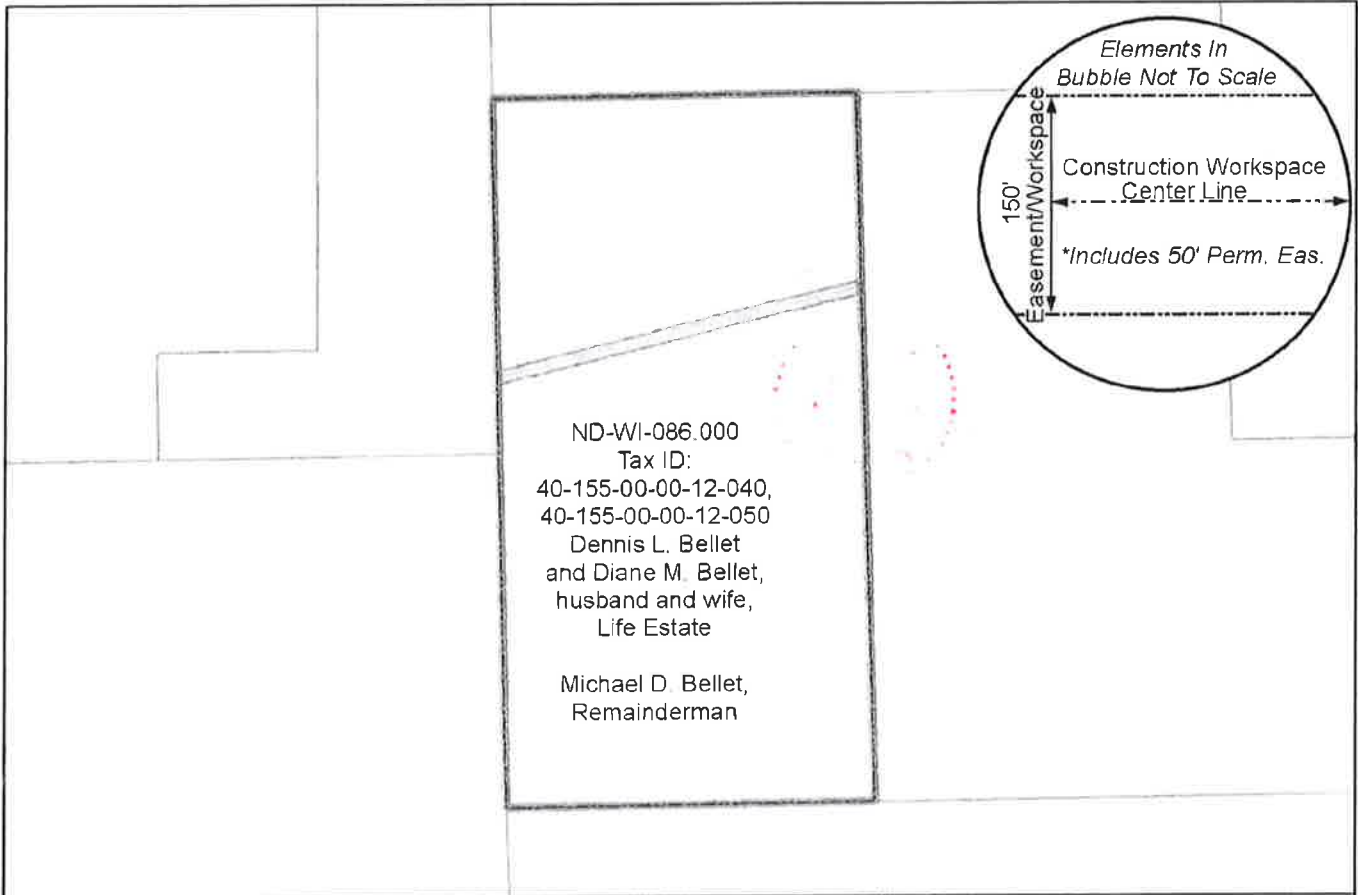 Elements In
Bubble Not To Scale
150'
Easement/Workspace
Construction Workspace
Center Line
*Includes 50' Perm. Eas.
ND-WI-086.000
Tax ID:
40-155-00-00-12-040,
40-155-00-00-12-050
Dennis L. Bellet
and Diane M. Bellet,
husband and wife,
Life Estate
Michael D. Bellet,
Remainderman